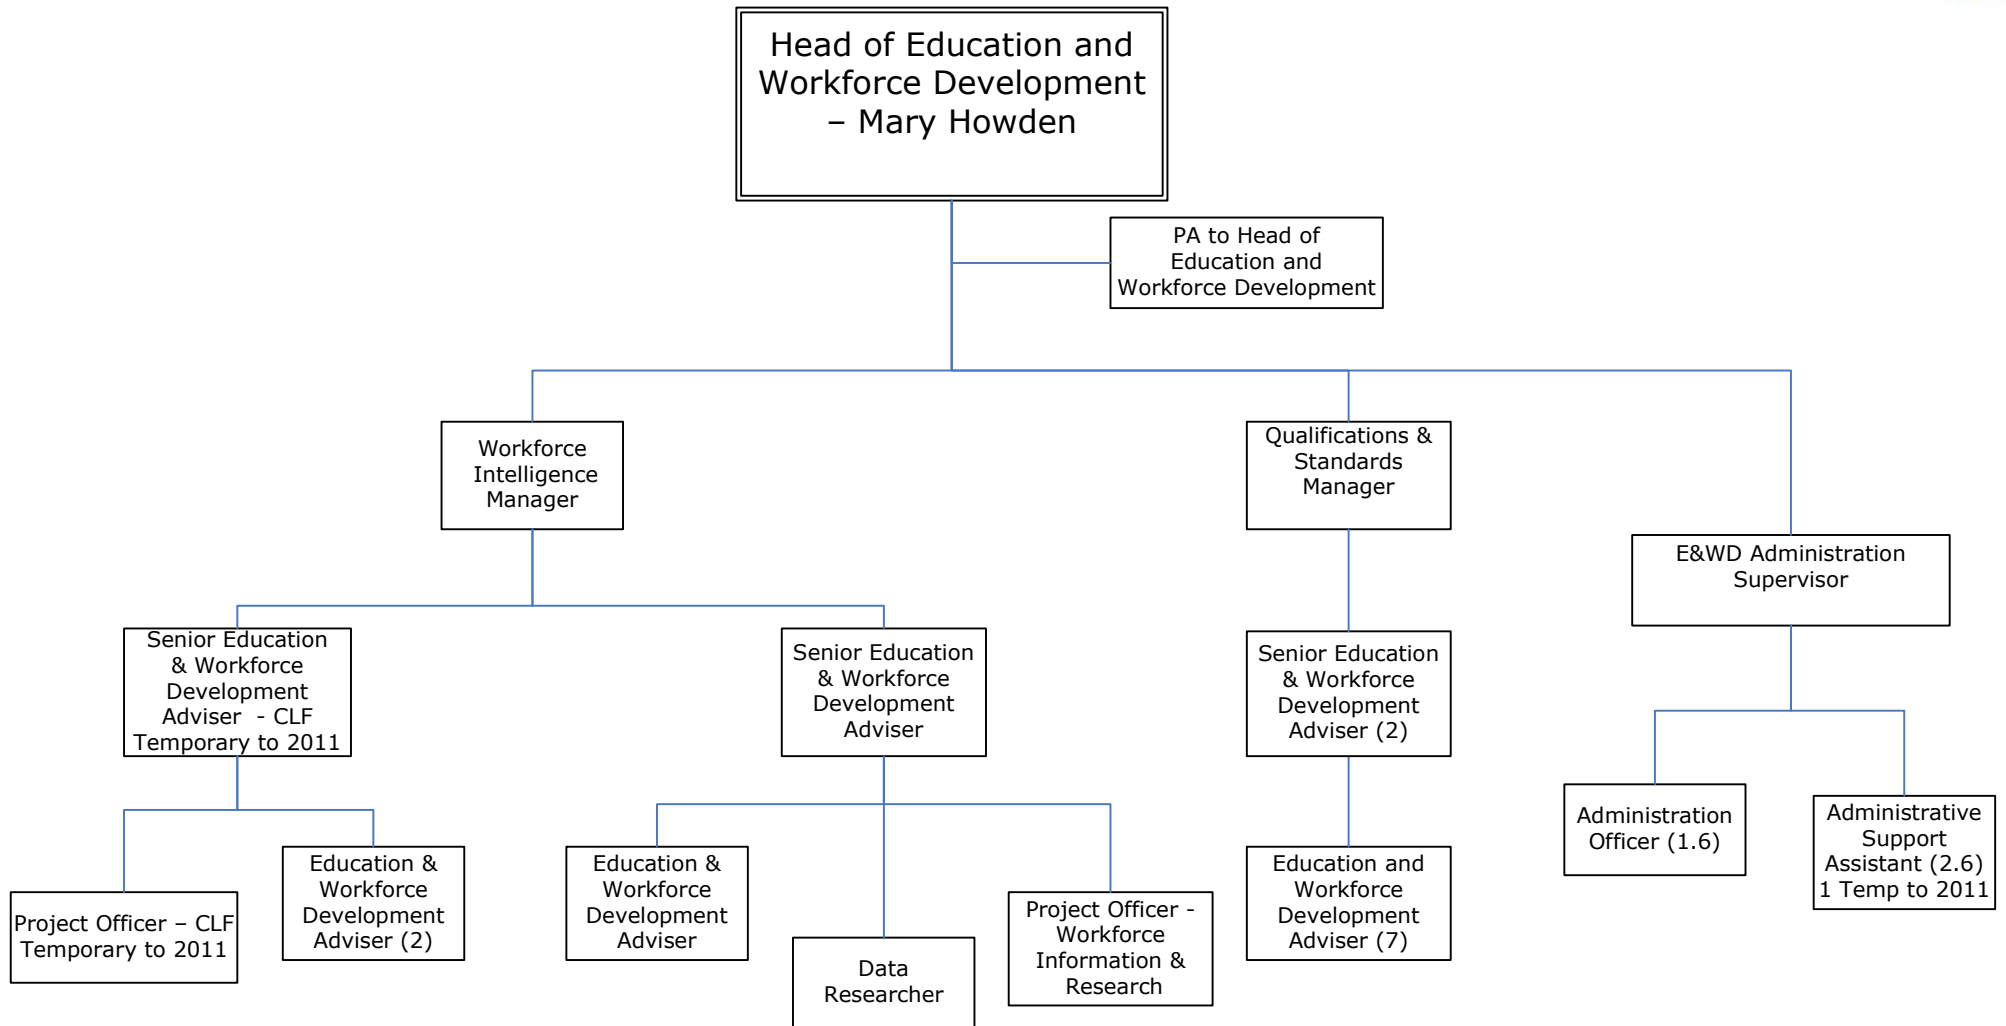 Head of Education and
Workforce Development
– Mary Howden
PA to Head of
Education and
Workforce Development
Workforce
Intelligence
Manager
Qualifications &
Standards
Manager
E&WD Administration
Supervisor
Senior Education
& Workforce
Development
Adviser - CLF
Temporary to 2011
Senior Education
& Workforce
Development
Adviser
Senior Education
& Workforce
Development
Adviser (2)
Administration
Officer (1.6)
Administrative
Support
Assistant (2.6)
1 Temp to 2011
Project Officer – CLF
Temporary to 2011
Education &
Workforce
Development
Adviser (2)
Education &
Workforce
Development
Adviser
Data
Researcher
Project Officer -
Workforce
Information &
Research
Education and
Workforce
Development
Adviser (7)